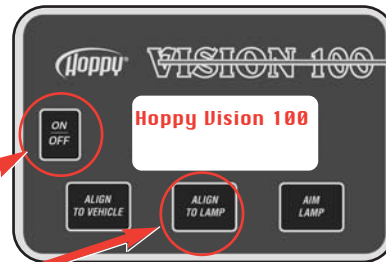 Hoppy® VISION 100
Hoppy Vision 100
ON
OFF
ALIGN
TO VEHICLE
ALIGN
TO LAMP
AIM
LAMP